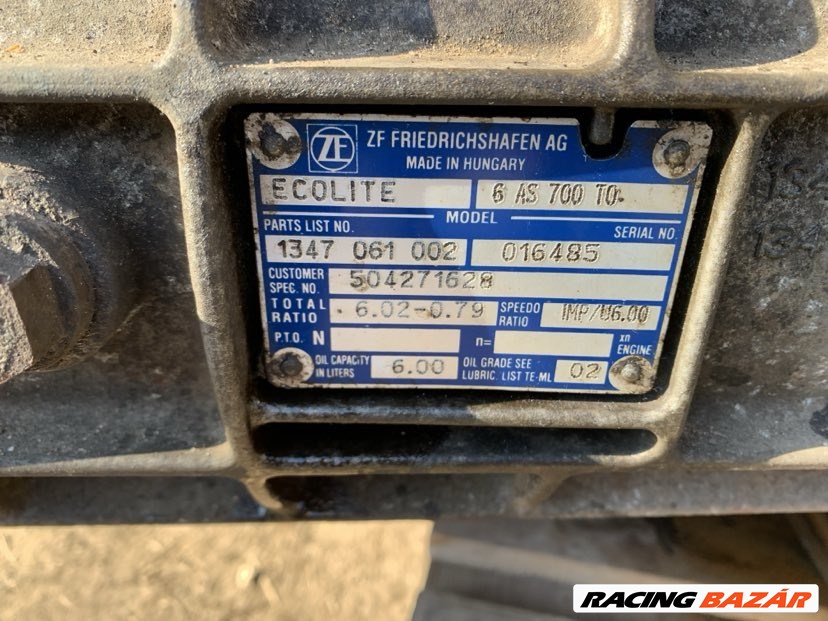 ZF ZF FRIEDRICHSHAFEN AG
MADE IN HUNGARY
ECOLITE 6 AS 700 TO
MODEL
PARTS LIST NO. SERIAL NO.
1347 061 002 016485
CUSTOMER SPEC. NO. 504271628
TOTAL RATIO 6.02-0.79 SPEEDO RATIO IMP/U6.00
P.T.O. N n= xn ENGINE
OIL CAPACITY IN LITERS 6.00 OIL GRADE SEE LUBRIC. LIST TE-ML 02
RACING BAZÁR